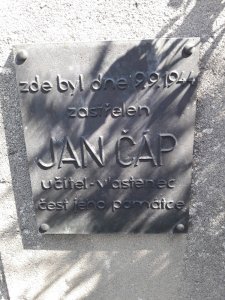 zde byl dne 9.9.1944
zastřelen
JAN ČÁP
učitel-vlastenec
čest jeho památce